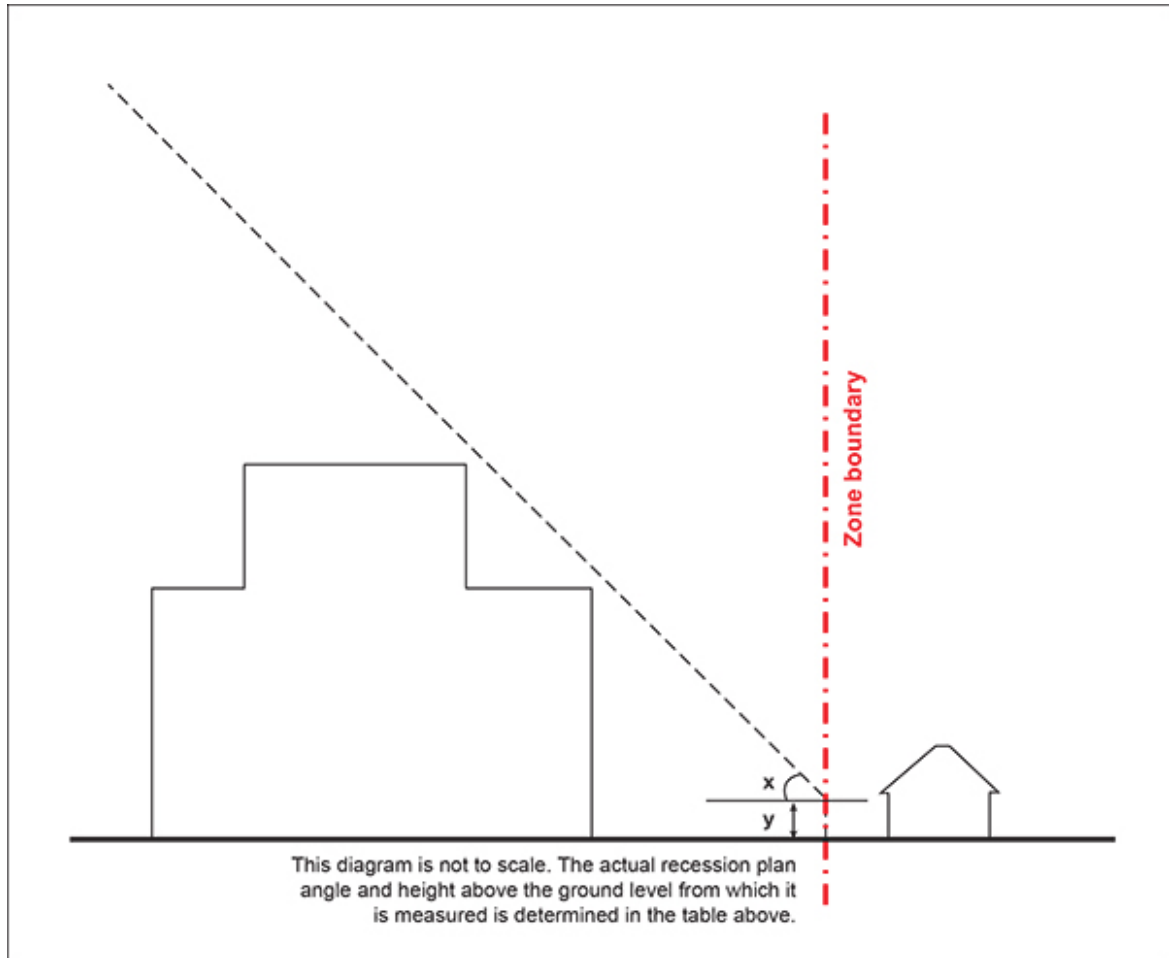 Zone boundary
x
y
This diagram is not to scale. The actual recession plan
angle and height above the ground level from which it
is measured is determined in the table above.